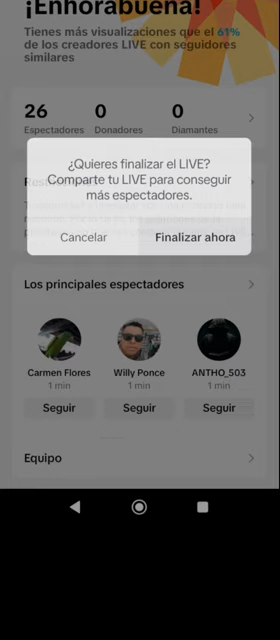 ¡Enhorabuena!
Tienes más visualizaciones que el 61%
de los creadores LIVE con seguidores
similares
26
0
0
Espectadores
Donadores
Diamantes
¿Quieres finalizar el LIVE?
Comparte tu LIVE para conseguir
más espectadores.
Cancelar
Finalizar ahora
Los principales espectadores
Carmen Flores
Willy Ponce
ANTHO_503
1 min
1 min
1 min
Seguir
Seguir
Seguir
Equipo